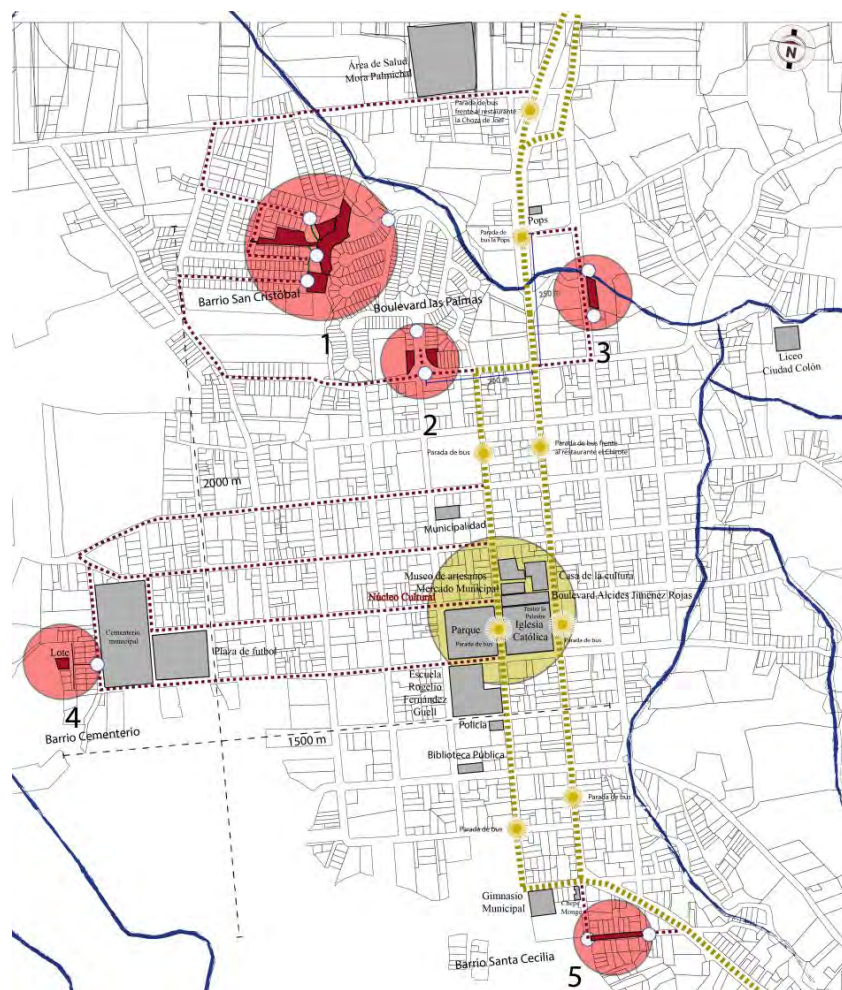 N
Área de Salud
Mora Palmichal
Parada de bus
frente al restaurante
la Choza de José
Pops
Parada de
bus la Pops
Barrio San Cristóbal
Boulevard las Palmas
250 m
1
3
Liceo
Ciudad Colón
2
Parada de bus
Parada de bus frente
al restaurante el Chirote
2000 m
Municipalidad
Museo de artesanos
Casa de la cultura
Mercado Municipal
Núcleo Cultural
Boulevard Alcides Jiménez Rojas
Cementerio
municipal
Parque
Iglesia
Católica
Parada de bus
Parada de bus
Lote
Plaza de futbol
4
Escuela
Rogelio
Fernández
Guell
Barrio Cementerio
Policía
1500 m
Biblioteca Pública
Parada de bus
Parada de bus
Gimnasio
Municipal
Barrio Santa Cecilia
5